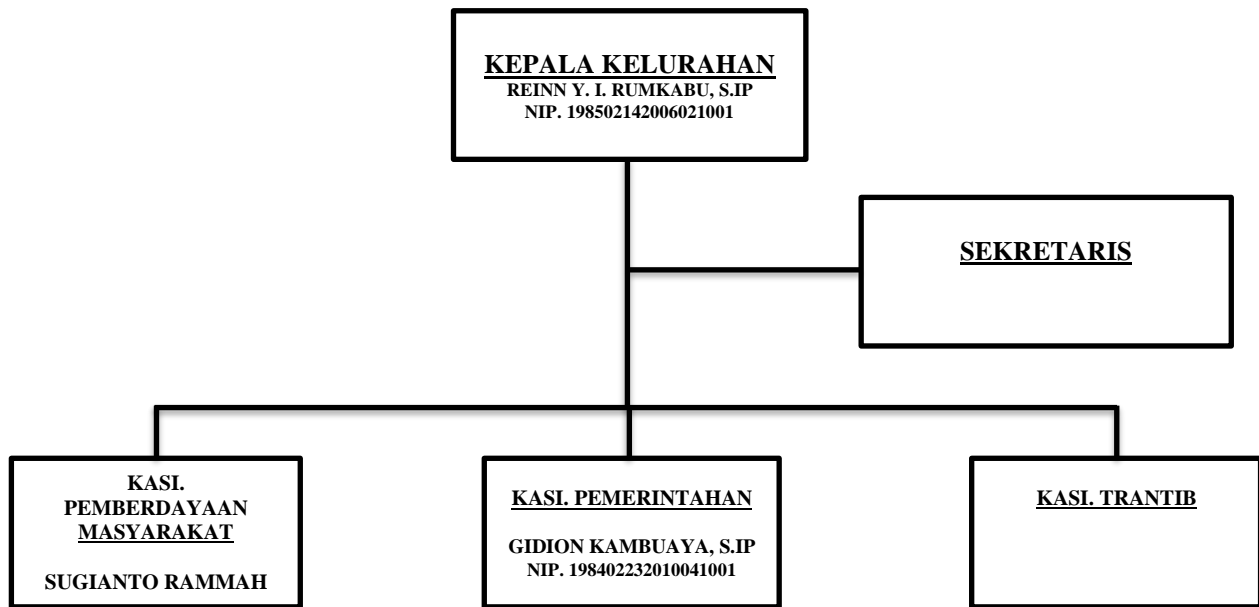 KEPALA KELURAHAN
REINN Y. I. RUMKABU, S.IP
NIP. 198502142006021001
SEKRETARIS
KASI.
PEMBERDAYAAN
MASYARAKAT
SUGIANTO RAMMAH
KASI. PEMERINTAHAN
GIDION KAMBUAYA, S.IP
NIP. 198402232010041001
KASI. TRANTIB